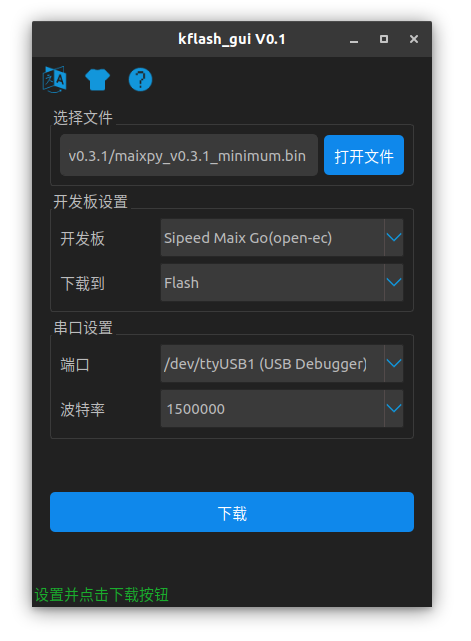 kflash_gui V0.1
选择文件
v0.3.1/maixpy_v0.3.1_minimum.bin 打开文件
开发板设置
开发板 Sipeed Maix Go(open-ec)
下载到 Flash
串口设置
端口 /dev/ttyUSB1 (USB Debugger)
波特率 1500000
下载
设置并点击下载按钮